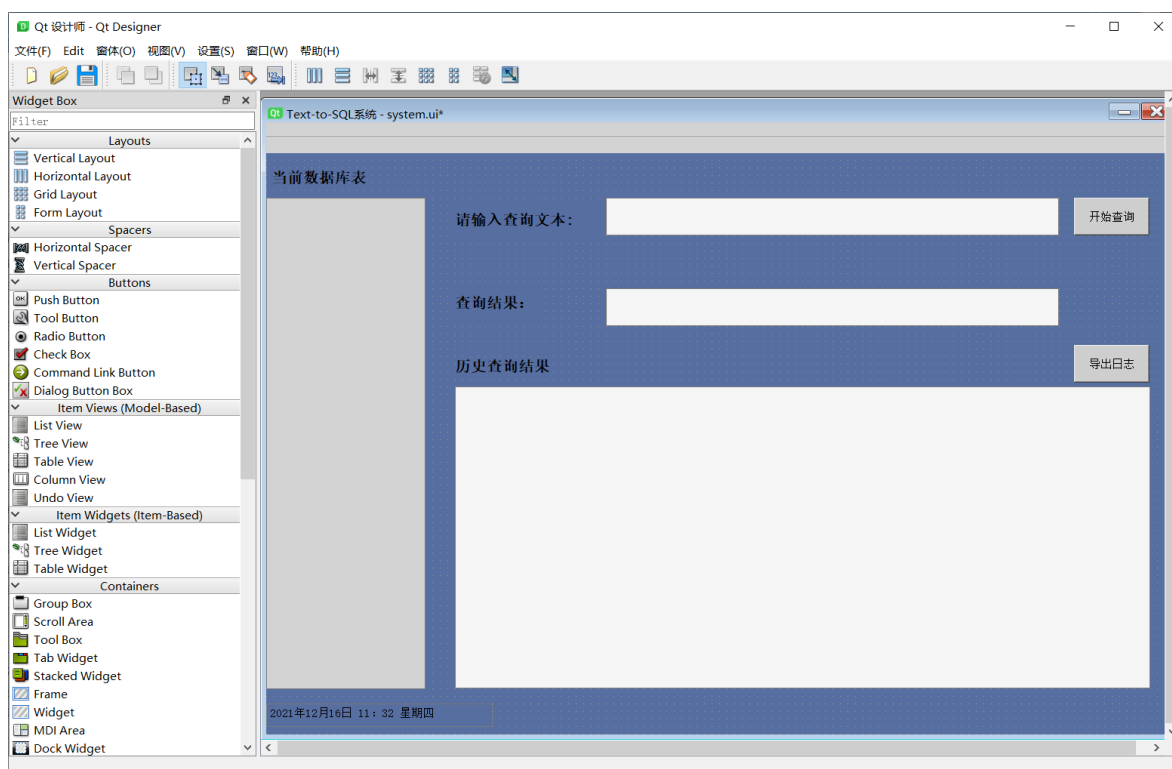 Qt 设计师 - Qt Designer
文件(F) Edit 窗体(O) 视图(V) 设置(S) 窗口(W) 帮助(H)
Widget Box
Filter
Layouts
Vertical Layout
Horizontal Layout
Grid Layout
Form Layout
Spacers
Horizontal Spacer
Vertical Spacer
Buttons
Push Button
Tool Button
Radio Button
Check Box
Command Link Button
Dialog Button Box
Item Views (Model-Based)
List View
Tree View
Table View
Column View
Undo View
Item Widgets (Item-Based)
List Widget
Tree Widget
Table Widget
Containers
Group Box
Scroll Area
Tool Box
Tab Widget
Stacked Widget
Frame
Widget
MDI Area
Dock Widget
Text-to-SQL系统 - system.ui*
当前数据库表
请输入查询文本:
开始查询
查询结果:
历史查询结果
导出日志
2021年12月16日 11: 32 星期四